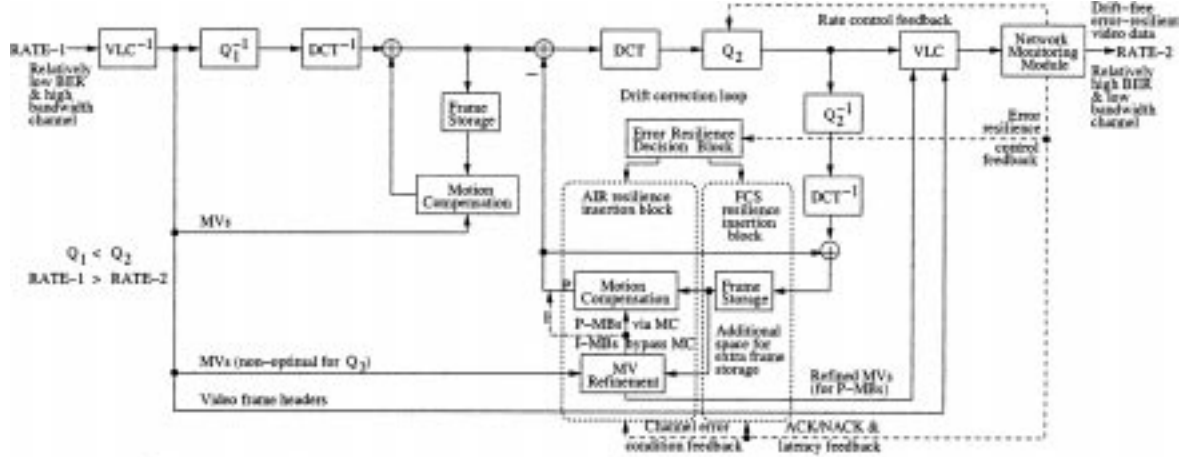 Rate control feedback
Drift-free
error-resilient
video data
RATE-1
VLC⁻¹
Q₁⁻¹
DCT⁻¹
DCT
Q₂
VLC
Network
Monitoring
Module
RATE-2
Relatively
low BER
& high
bandwidth
channel
Relatively
high BER
& low
bandwidth
channel
Frame
Storage
Drift correction loop
Q₂⁻¹
Error Resilience
Decision Block
Error
resilience
control
feedback
Motion
Compensation
AIR resilience
insertion block
FCS
resilience
insertion
block
DCT⁻¹
MVs
Q₁ < Q₂
RATE-1 > RATE-2
P
Motion
Compensation
Frame
Storage
P-MBs via MC
I-MBs bypass MC
Additional
space for
extra frame
storage
MVs (non-optimal for Q₂)
MV
Refinement
Refined MVs
(for P-MBs)
Video frame headers
Channel error
condition feedback
ACK/NACK &
latency feedback